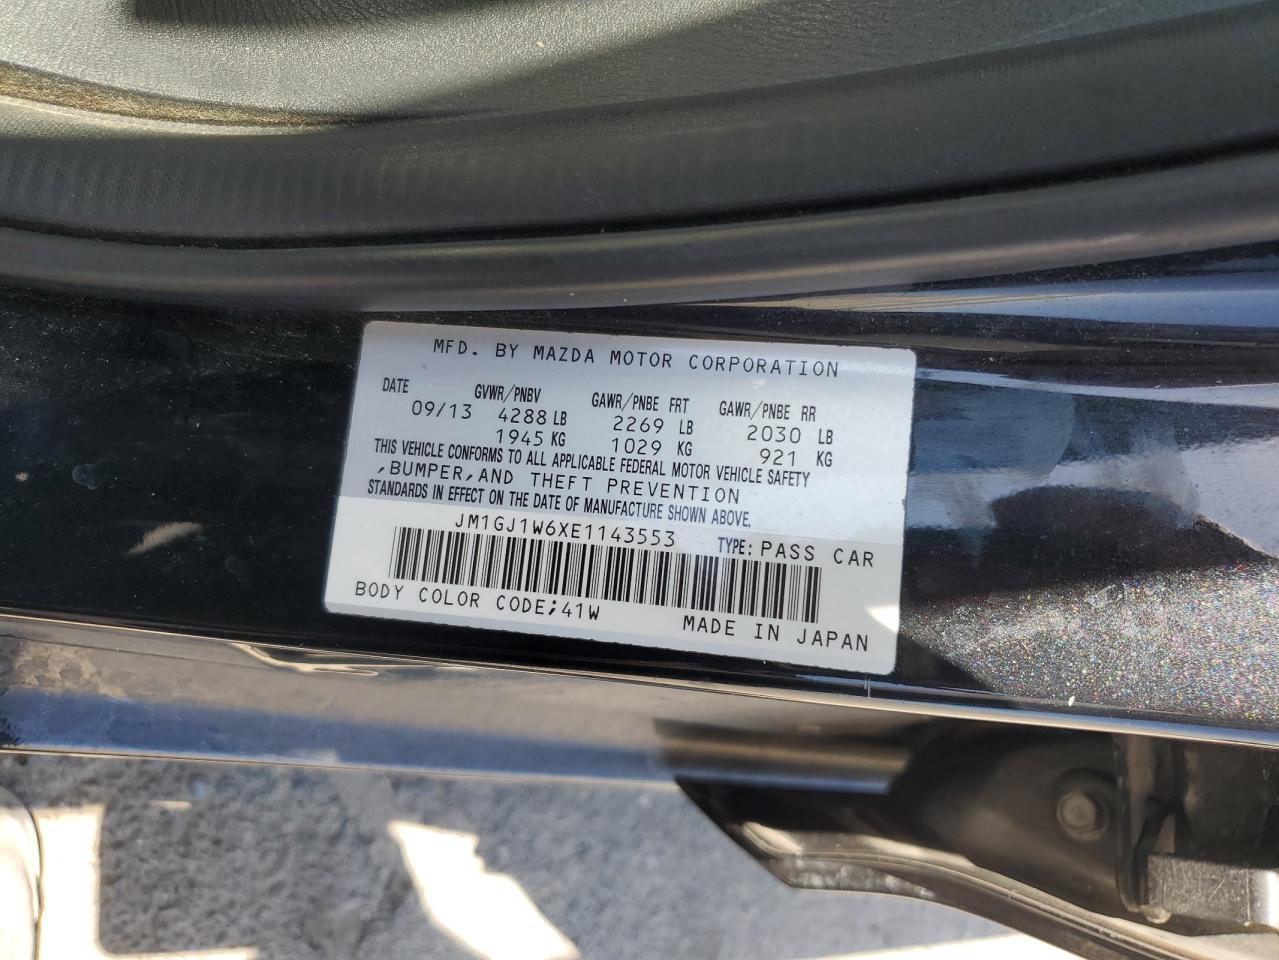 MFD. BY MAZDA MOTOR CORPORATION
DATE GVWR/PNBV GAWR/PNBE FRT GAWR/PNBE RR
09/13 4288 LB 2269 LB 2030 LB
1945 KG 1029 KG 921 KG
THIS VEHICLE CONFORMS TO ALL APPLICABLE FEDERAL MOTOR VEHICLE SAFETY
,BUMPER,AND THEFT PREVENTION
STANDARDS IN EFFECT ON THE DATE OF MANUFACTURE SHOWN ABOVE.
JM1GJ1W6XE1143553 TYPE: PASS CAR
BODY COLOR CODE;41W MADE IN JAPAN